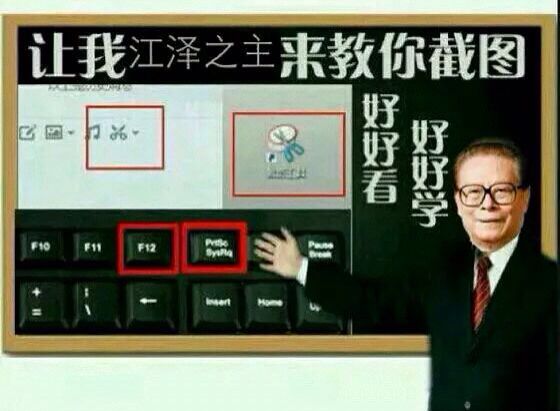 让我江泽之主来教你截图
好好看
好好学
F10
F11
F12
PrtSc
SysRq
Pause
Break
+
=
|
\
←
Insert
Home